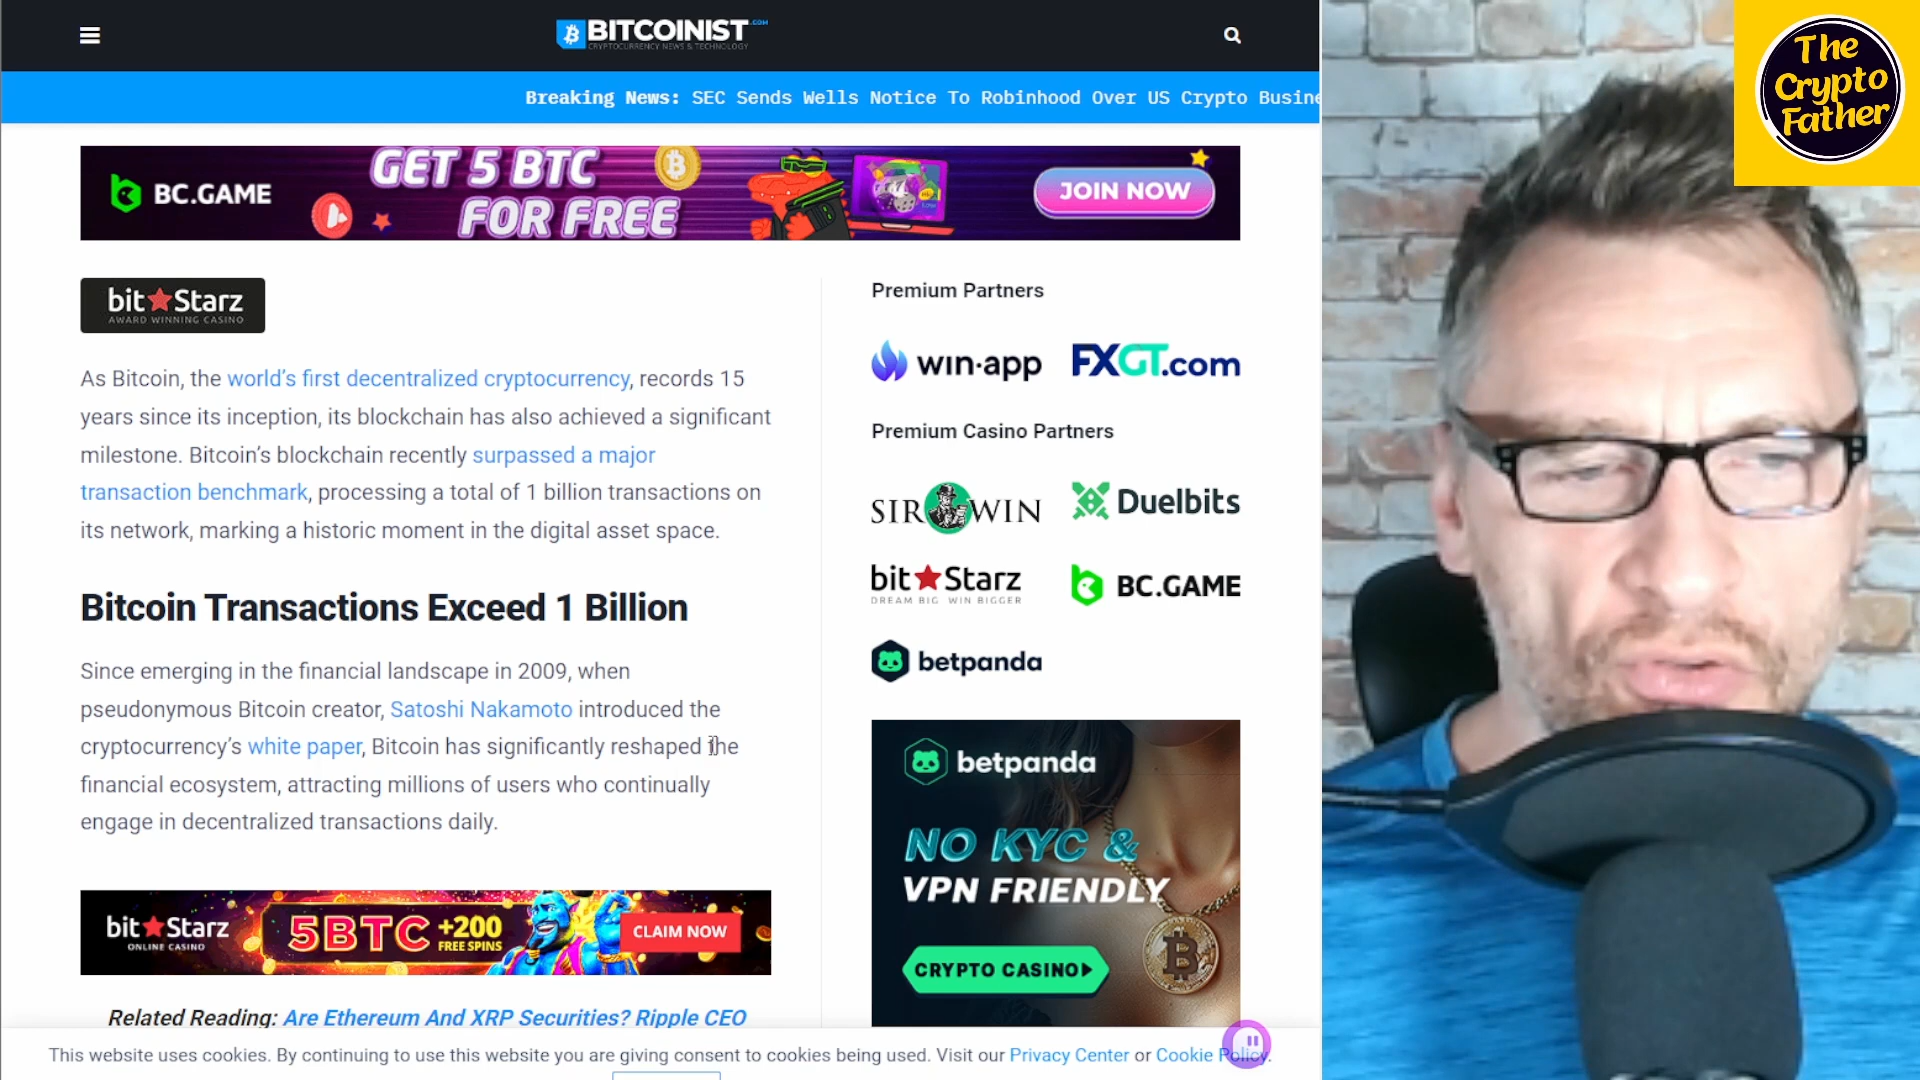 BITCOINIST.COM
CRYPTOCURRENCY NEWS & TECHNOLOGY
The
Crypto
Father
Breaking News: SEC Sends Wells Notice To Robinhood Over US Crypto
BC.GAME
GET 5 BTC
FOR FREE
JOIN NOW
bit Starz
AWARD WINNING CASINO
As Bitcoin, the world's first decentralized cryptocurrency, records 15
years since its inception, its blockchain has also achieved a significant
milestone. Bitcoin's blockchain recently surpassed a major
transaction benchmark, processing a total of 1 billion transactions on
its network, marking a historic moment in the digital asset space.
Bitcoin Transactions Exceed 1 Billion
Since emerging in the financial landscape in 2009, when
pseudonymous Bitcoin creator, Satoshi Nakamoto introduced the
cryptocurrency's white paper, Bitcoin has significantly reshaped the
financial ecosystem, attracting millions of users who continually
engage in decentralized transactions daily.
bit Starz
ONLINE CASINO
5BTC +200
FREE SPINS
CLAIM NOW
Related Reading: Are Ethereum And XRP Securities? Ripple CEO
Premium Partners
win·app
FXGT.com
Premium Casino Partners
SIR WIN
Duelbits
bit Starz
DREAM BIG WIN BIGGER
BC.GAME
betpanda
betpanda
NO KYC &
VPN FRIENDLY
CRYPTO CASINO
This website uses cookies. By continuing to use this website you are giving consent to cookies being used. Visit our Privacy Center or Cookie Policy.